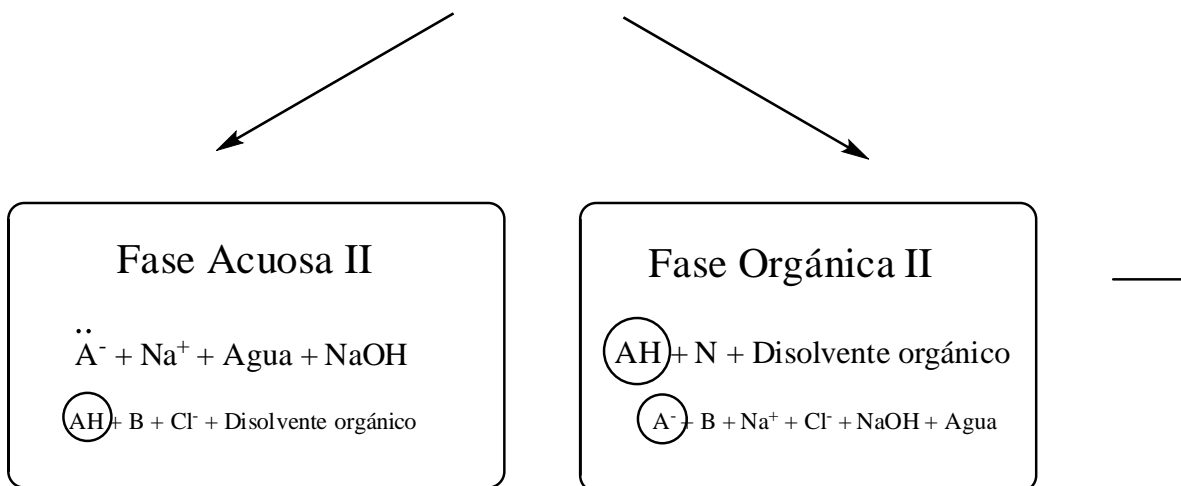 Fase Acuosa II
Ä⁻ + Na⁺ + Agua + NaOH
AH + B + Cl⁻ + Disolvente orgánico
Fase Orgánica II
AH + N + Disolvente orgánico
A⁻ + B + Na⁺ + Cl⁻ + NaOH + Agua